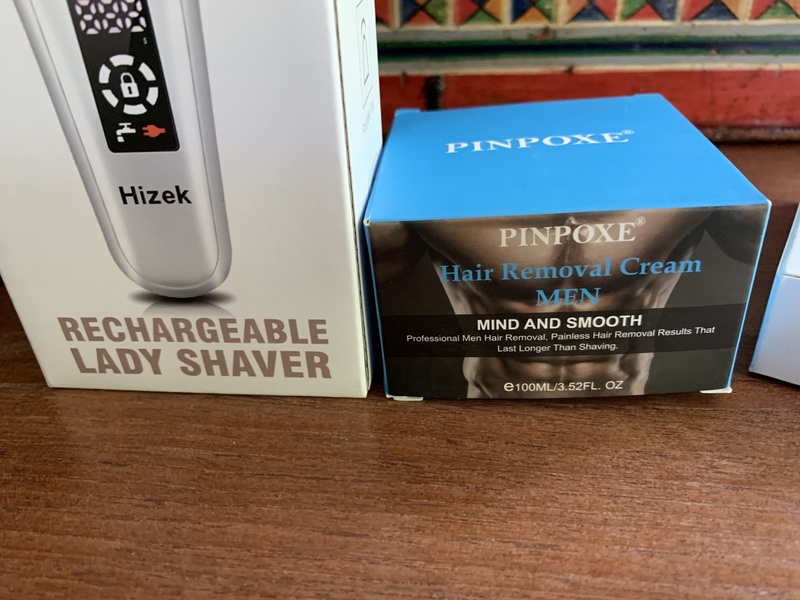 Hizek
RECHARGEABLE
LADY SHAVER
PINPOXE®
PINPOXE®
Hair Removal Cream
MEN
MIND AND SMOOTH
Professional Men Hair Removal, Painless Hair Removal Results That
Last Longer Than Shaving.
e100ML/3.52FL. OZ